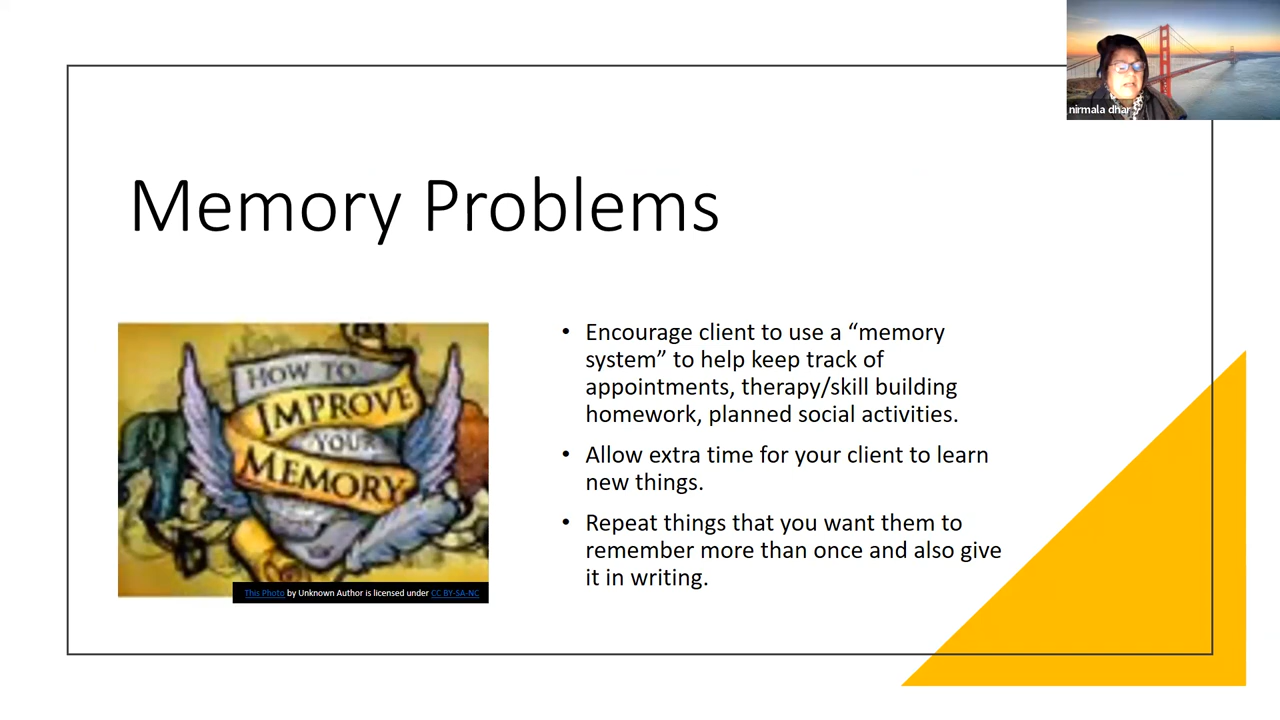 nirmala dhar
Memory Problems
HOW TO
IMPROVE
YOUR
MEMORY
This Photo by Unknown Author is licensed under CC BY-SA-NC
• Encourage client to use a “memory
system” to help keep track of
appointments, therapy/skill building
homework, planned social activities.
• Allow extra time for your client to learn
new things.
• Repeat things that you want them to
remember more than once and also give
it in writing.